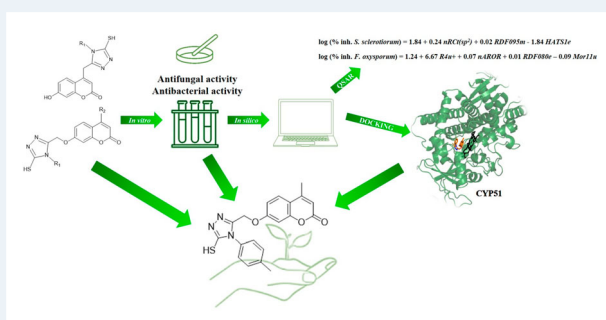 log (% inh. S. sclerotiorum) = 1.84 + 0.24 nRCt(sp²) + 0.02 RDF095m - 1.84 HATS1e
log (% inh. F. oxysporum) = 1.24 + 6.67 R4u+ + 0.07 nAROR + 0.01 RDF080e – 0.09 Mor11u
SH
R₁
N
N
N
HO
O
O
Antifungal activity
Antibacterial activity
In vitro
In silico
QSAR
DOCKING
CYP51
R₂
N
N
N
O
O
O
HS
R₁
N
N
N
O
O
O
HS